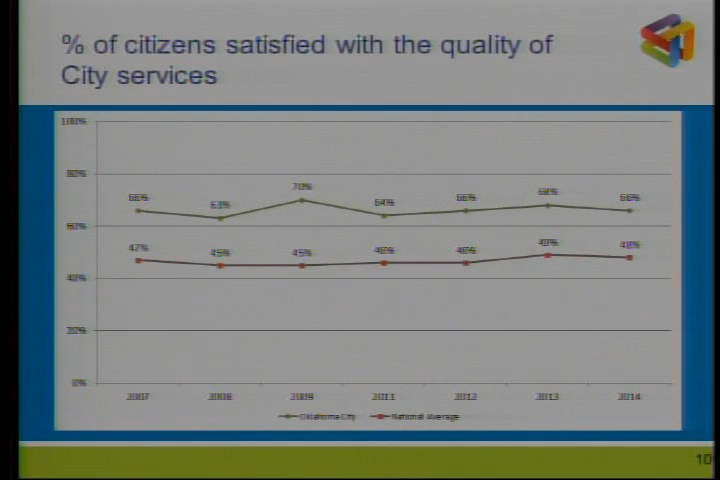 % of citizens satisfied with the quality of
City services
100%
80%
60%
40%
20%
0%
66% 63% 70% 64% 66% 68% 66%
47% 45% 45% 46% 46% 49% 48%
2007 2008 2009 2011 2012 2013 2014
Oklahoma City National Average
10